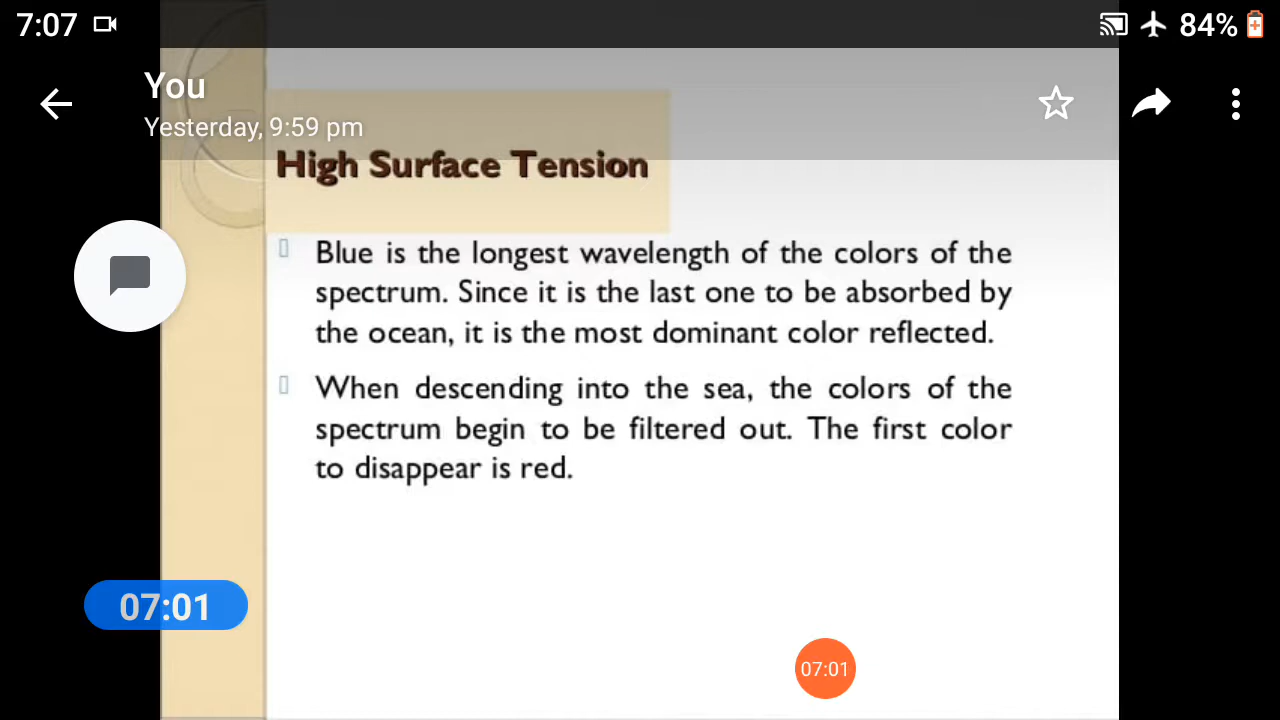 7:07
84%
You
Yesterday, 9:59 pm
High Surface Tension
Blue is the longest wavelength of the colors of the
spectrum. Since it is the last one to be absorbed by
the ocean, it is the most dominant color reflected.
When descending into the sea, the colors of the
spectrum begin to be filtered out. The first color
to disappear is red.
07:01
07:01